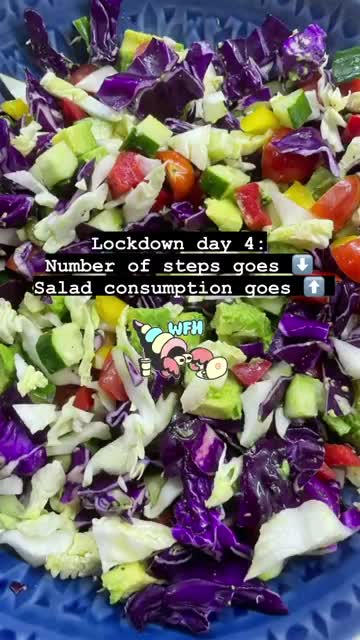 Lockdown day 4:
Number of steps goes ⬇️
Salad consumption goes ⬆️
WFH